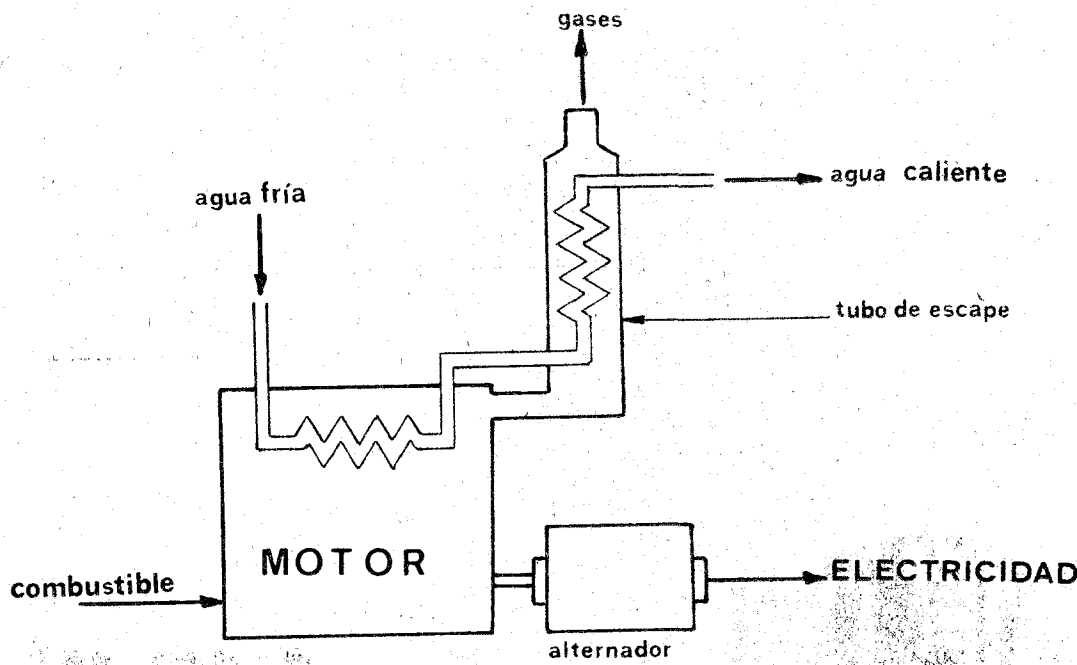 gases
agua caliente
agua fría
tubo de escape
MOTOR
combustible
ELECTRICIDAD
alternador